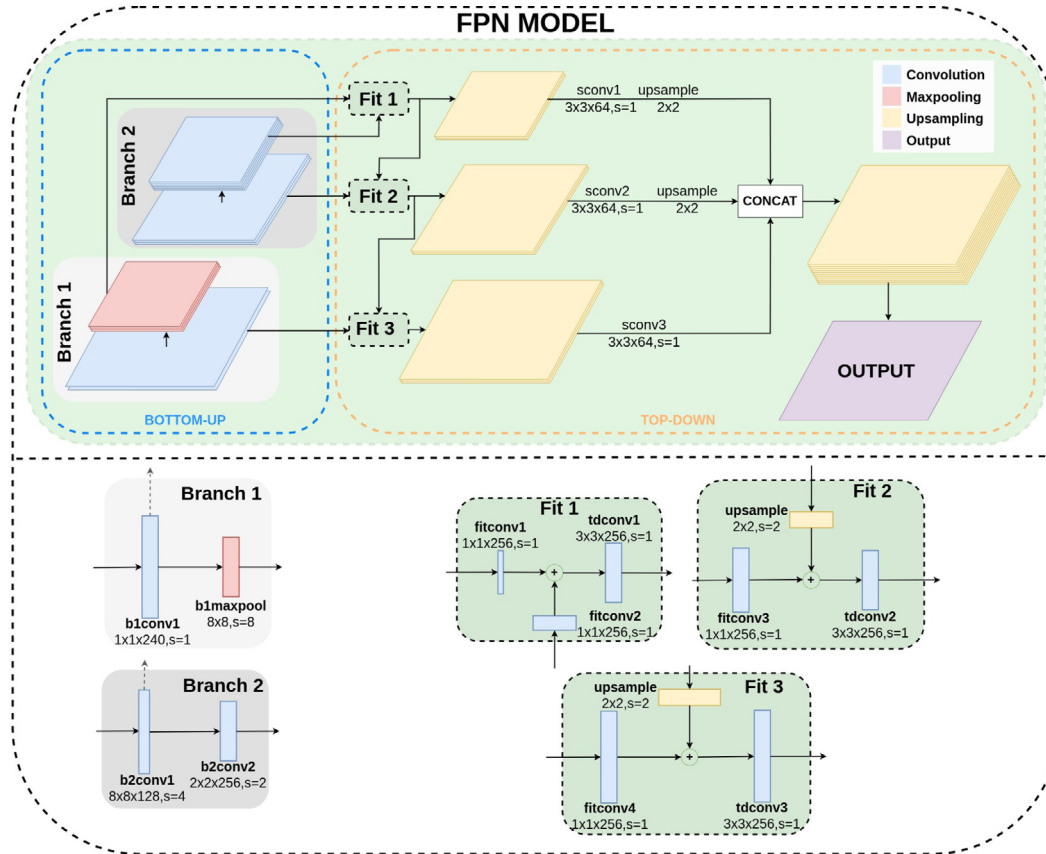 FPN MODEL
Convolution
Maxpooling
Upsampling
Output
Branch 2
Branch 1
BOTTOM-UP
Fit 1
Fit 2
Fit 3
sconv1 upsample
3x3x64,s=1 2x2
sconv2 upsample
3x3x64,s=1 2x2
CONCAT
sconv3
3x3x64,s=1
OUTPUT
TOP-DOWN
Branch 1
b1conv1
1x1x240,s=1
b1maxpool
8x8,s=8
Branch 2
b2conv1
8x8x128,s=4
b2conv2
2x2x256,s=2
Fit 1
fitconv1
1x1x256,s=1
tdconv1
3x3x256,s=1
fitconv2
1x1x256,s=1
Fit 2
upsample
2x2,s=2
fitconv3
1x1x256,s=1
tdconv2
3x3x256,s=1
Fit 3
upsample
2x2,s=2
fitconv4
1x1x256,s=1
tdconv3
3x3x256,s=1